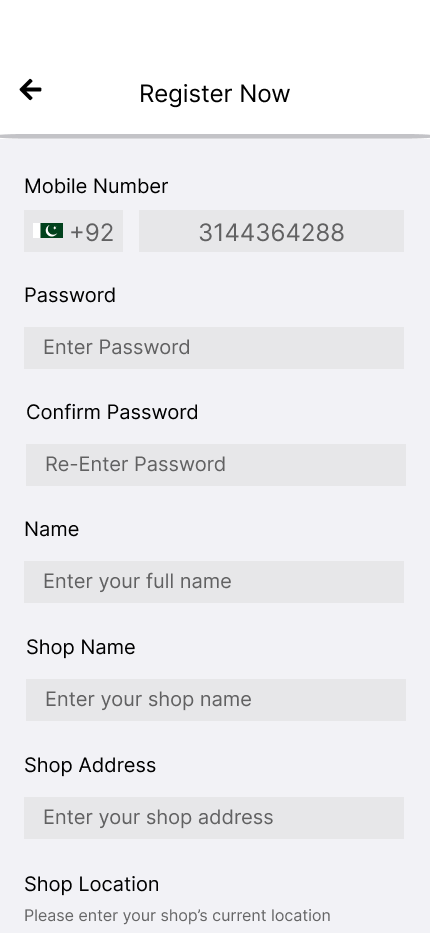 Register Now
Mobile Number
+92 3144364288
Password
Enter Password
Confirm Password
Re-Enter Password
Name
Enter your full name
Shop Name
Enter your shop name
Shop Address
Enter your shop address
Shop Location
Please enter your shop’s current location